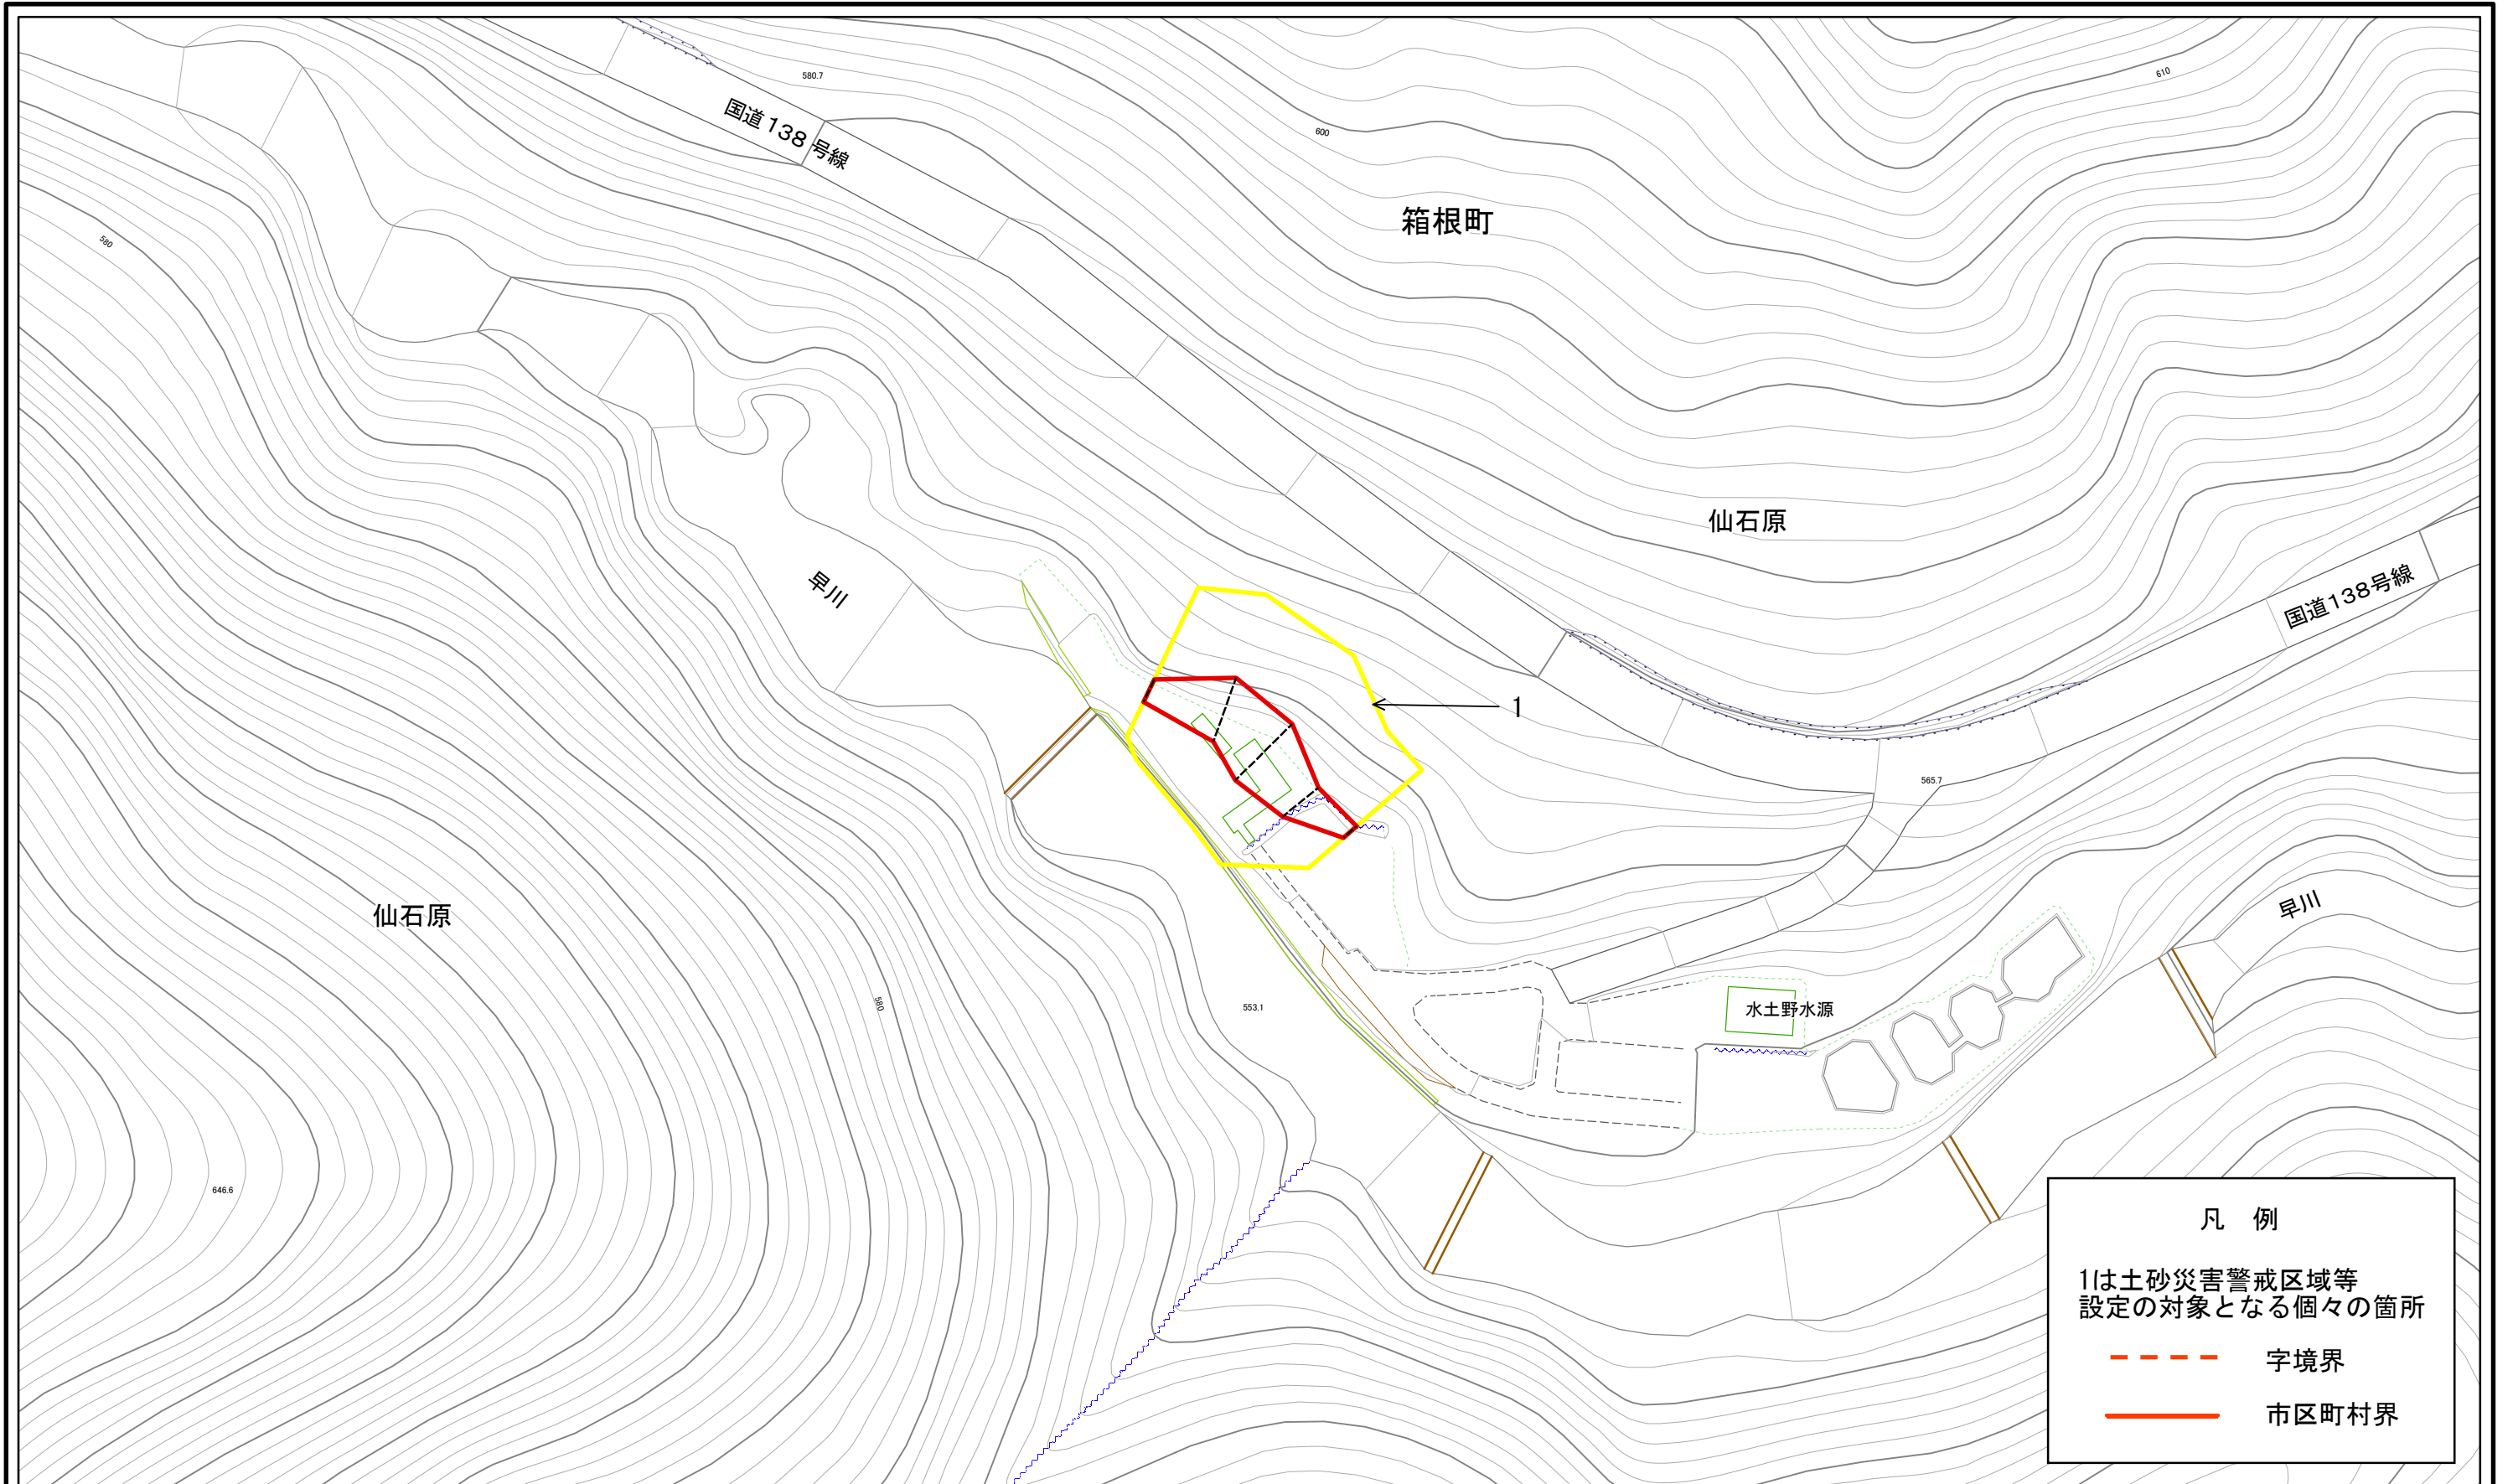 580.7
610
国道138号線
600
箱根町
580
仙石原
早川
国道138号線
1
565.7
仙石原
早川
580
553.1
水土野水源
646.6
凡 例
1は土砂災害警戒区域等
設定の対象となる個々の箇所
字境界
市区町村界